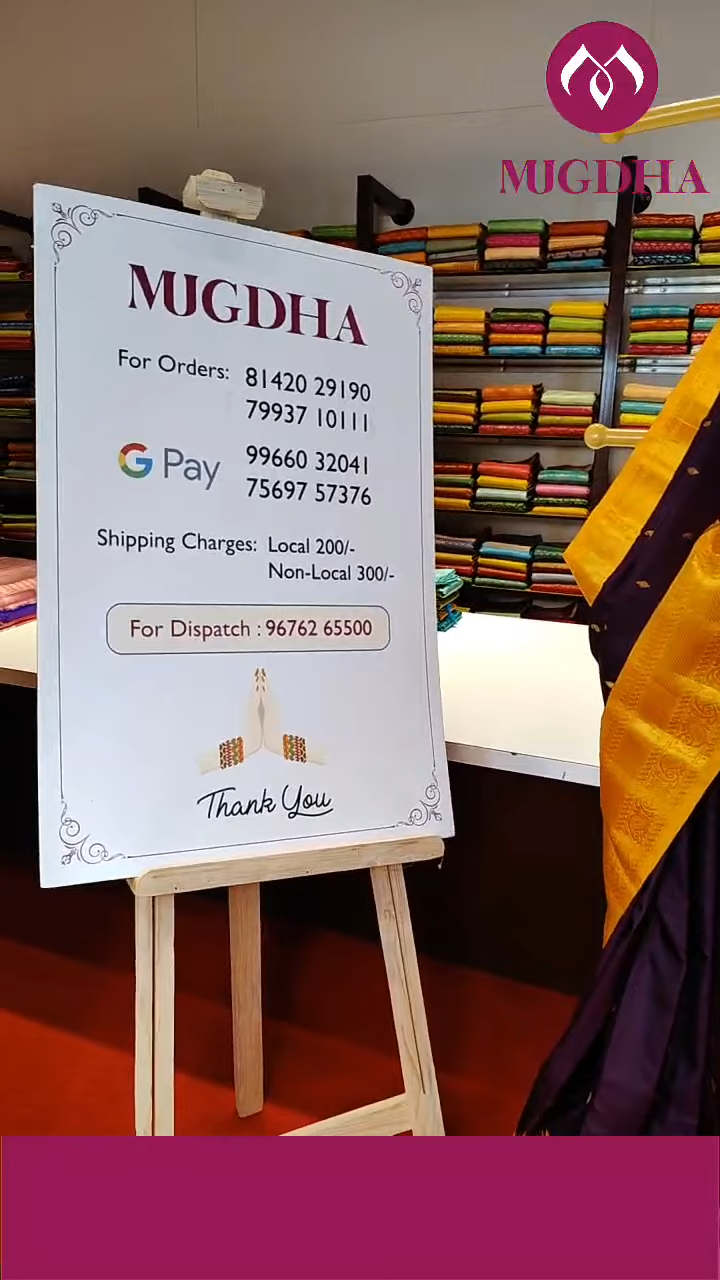 MUGDHA
MUGDHA
For Orders: 81420 29190
79937 10111
G Pay 99660 32041
75697 57376
Shipping Charges: Local 200/-
Non-Local 300/-
For Dispatch : 96762 65500
Thank You